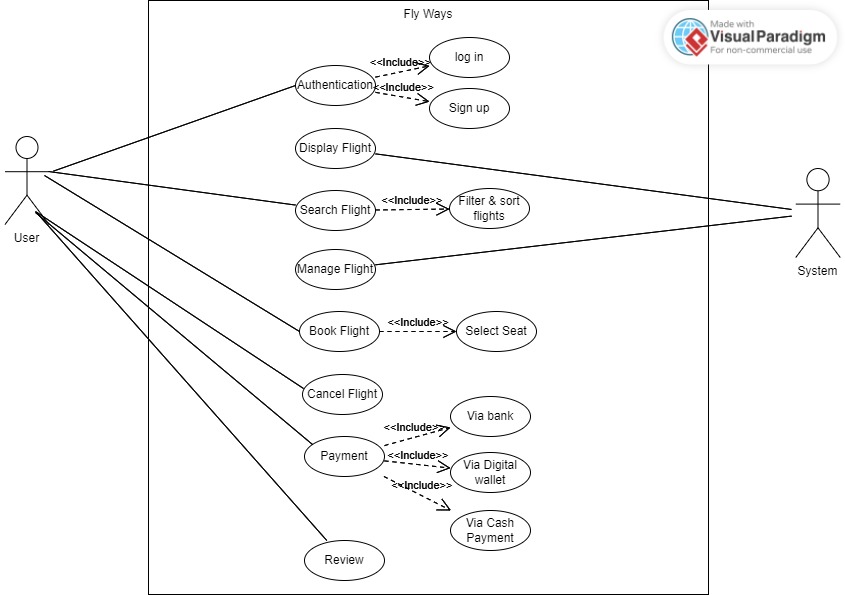 Fly Ways
Made with
VisualParadigm
For non-commercial use
<<Include>>
log in
Authentication
<<Include>>
Sign up
Display Flight
Search Flight
<<Include>>
Filter & sort
flights
User
Manage Flight
System
Book Flight
<<Include>>
Select Seat
Cancel Flight
Via bank
<<Include>>
Payment
<<Include>>
Via Digital
wallet
<<Include>>
Via Cash
Payment
Review